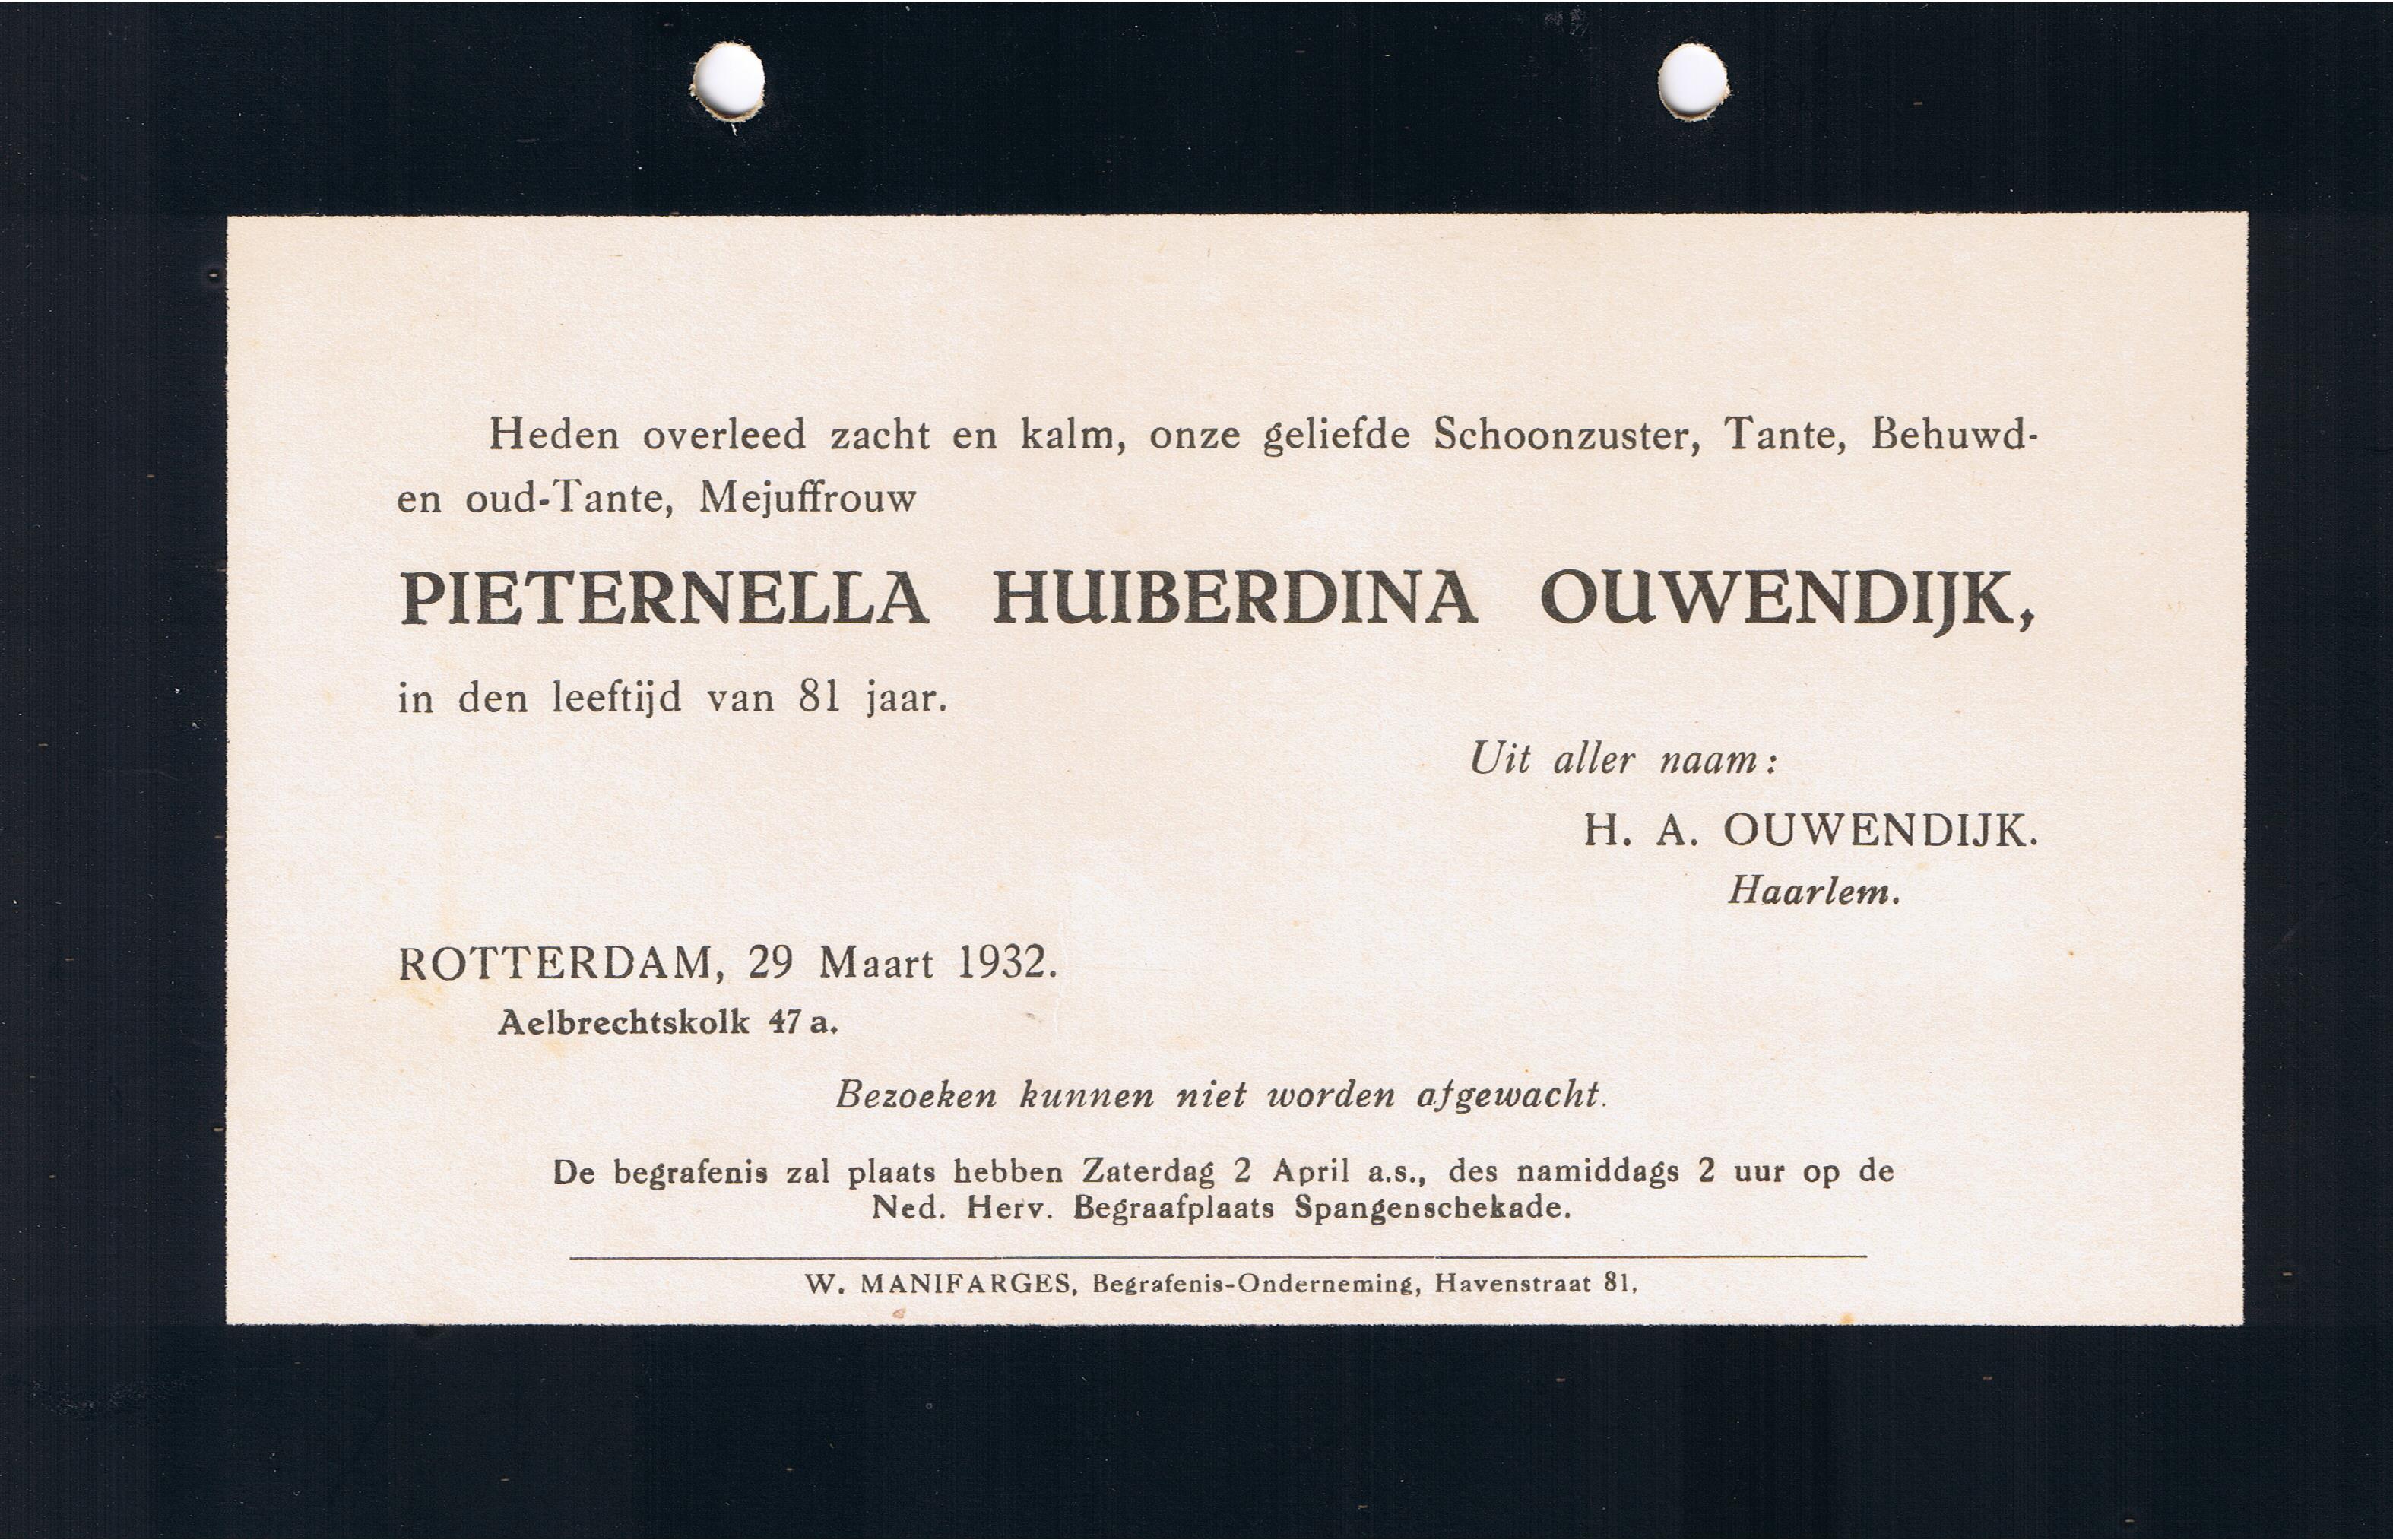 Heden overleed zacht en kalm, onze geliefde Schoonzuster, Tante, Behuwd-
en oud-Tante, Mejuffrouw
PIETERNELLA HUIBERDINA OUWENDIJK,
in den leeftijd van 81 jaar.
Uit aller naam:
H. A. OUWENDIJK.
Haarlem.
ROTTERDAM, 29 Maart 1932.
Aelbrechtskolk 47a.
Bezoeken kunnen niet worden afgewacht.
De begrafenis zal plaats hebben Zaterdag 2 April a.s., des namiddags 2 uur op de
Ned. Herv. Begraafplaats Spangenschekade.
W. MANIFARGES, Begrafenis-Onderneming, Havenstraat 81,